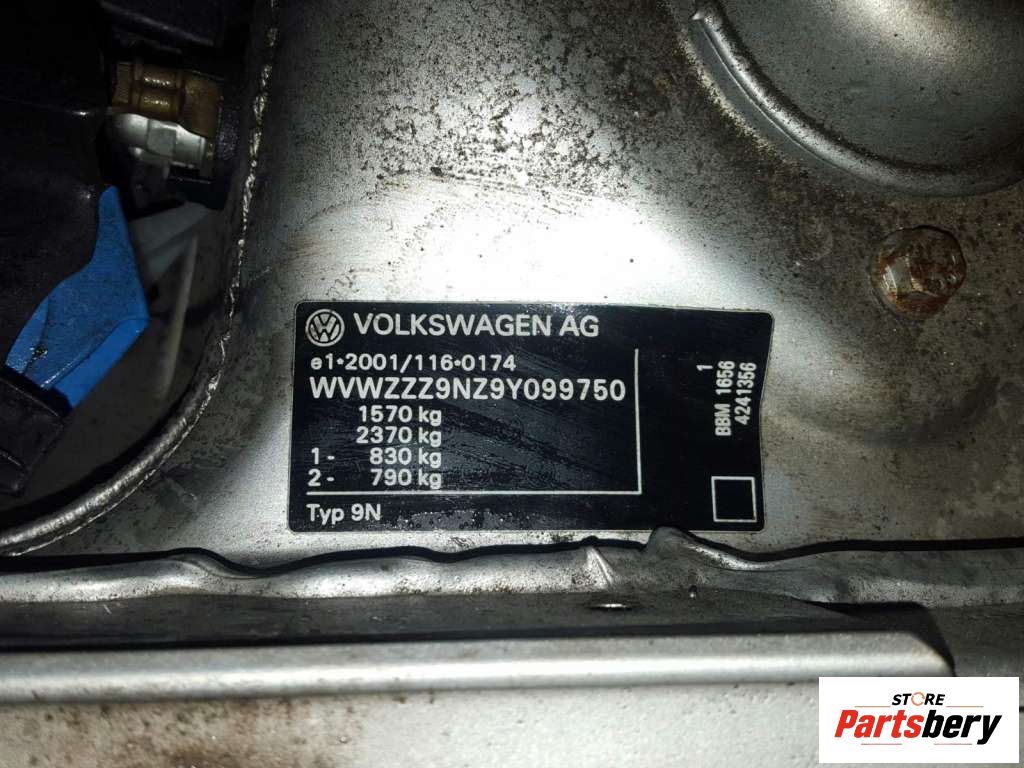 VOLKSWAGEN AG
e1*2001/116*0174
WVWZZZ9NZ9Y099750
1570 kg
2370 kg
1- 830 kg
2- 790 kg
Typ 9N
1
BBM 1656
4241356
STORE
Partsbery